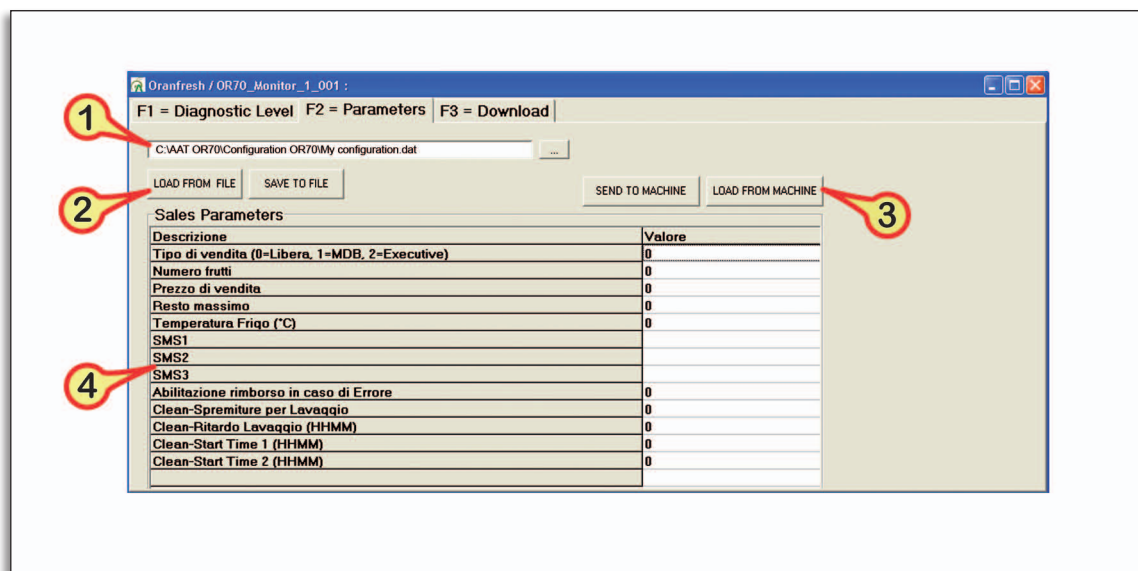 Oranfresh / OR70_Monitor_1_001 :
F1 = Diagnostic Level F2 = Parameters F3 = Download
1
C:\AAT OR70\Configuration OR70\My configuration.dat ...
LOAD FROM FILE SAVE TO FILE SEND TO MACHINE LOAD FROM MACHINE
2
3
Sales Parameters
Descrizione Valore
Tipo di vendita (0=Libera, 1=MDB, 2=Executive) 0
Numero frutti 0
Prezzo di vendita 0
Resto massimo 0
Temperatura Frigo (°C) 0
SMS1
SMS2
SMS3
4
Abilitazione rimborso in caso di Errore 0
Clean-Spremiture per Lavaggio 0
Clean-Ritardo Lavaggio (HHMM) 0
Clean-Start Time 1 (HHMM) 0
Clean-Start Time 2 (HHMM) 0